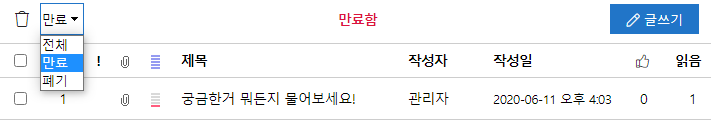 만료 만료함 글쓰기
전체
만료
폐기
! 제목 작성자 작성일 읽음
1 궁금한거 뭐든지 물어보세요! 관리자 2020-06-11 오후 4:03 0 1